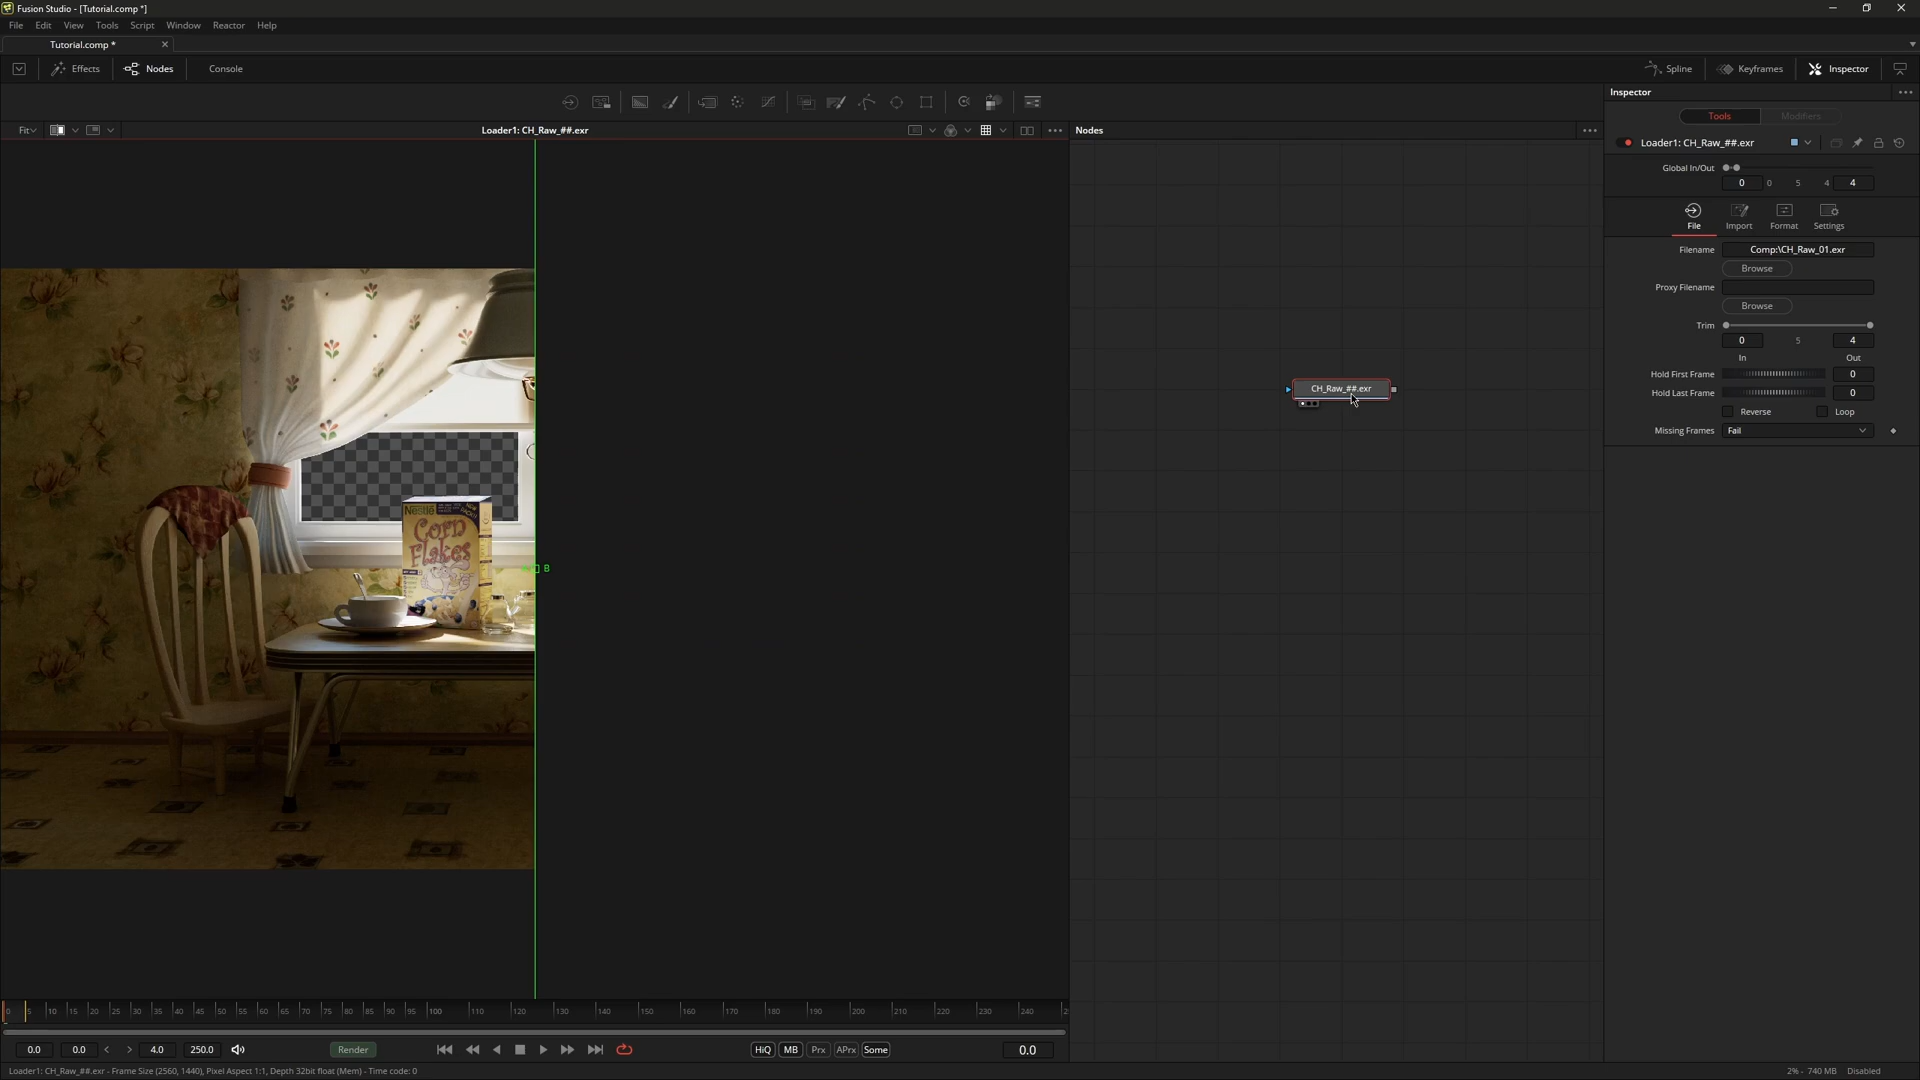 Fusion Studio - [Tutorial.comp *]
File Edit View Tools Script Window Reactor Help
Tutorial.comp *
Effects Nodes Console Spline Keyframes Inspector
Inspector
Tools Modifiers
Fit Loader1: CH_Raw_##.exr Nodes
Loader1: CH_Raw_##.exr
Global In/Out
0 0 5 4 4
File Import Format Settings
Filename Comp:\CH_Raw_01.exr
Browse
Proxy Filename
Browse
Trim
0 5 4
In Out
Hold First Frame 0
Hold Last Frame 0
Reverse Loop
Missing Frames Fail
CH_Raw_##.exr
Nestlé
Corn
Flakes
B
0 5 10 15 20 25 30 35 40 45 50 55 60 65 70 75 80 85 90 95 100 110 120 130 140 150 160 170 180 190 200 210 220 230 240 2
0.0 0.0 < > 4.0 250.0 Render HiQ MB Prx APrx Some 0.0
Loader1: CH_Raw_##.exr - Frame Size (2560, 1440), Pixel Aspect 1:1, Depth 32bit float (Mem) - Time code: 0 2% - 740 MB Disabled